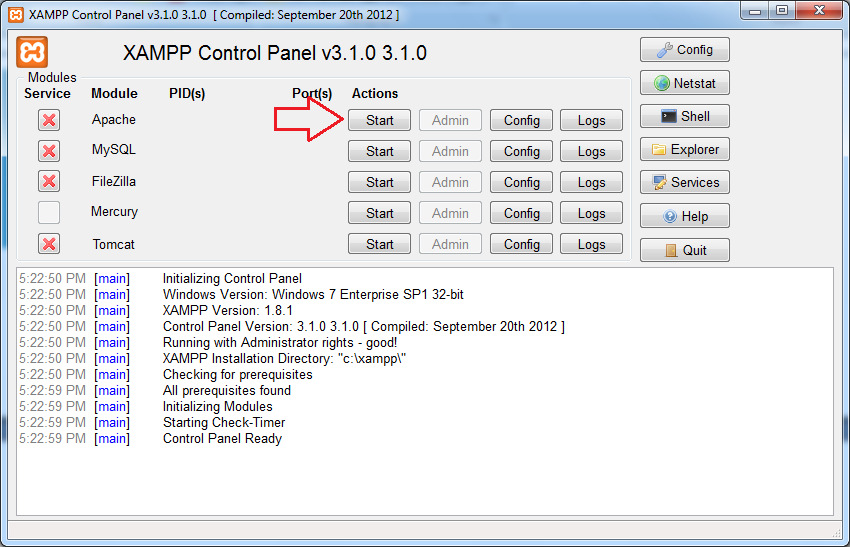 XAMPP Control Panel v3.1.0 3.1.0 [ Compiled: September 20th 2012 ]
XAMPP Control Panel v3.1.0 3.1.0
Config
Modules
Service Module PID(s) Port(s) Actions
Netstat
Apache Start Admin Config Logs
Shell
MySQL Start Admin Config Logs
Explorer
FileZilla Start Admin Config Logs
Services
Mercury Start Admin Config Logs
Help
Tomcat Start Admin Config Logs
Quit
5:22:50 PM [main] Initializing Control Panel
5:22:50 PM [main] Windows Version: Windows 7 Enterprise SP1 32-bit
5:22:50 PM [main] XAMPP Version: 1.8.1
5:22:50 PM [main] Control Panel Version: 3.1.0 3.1.0 [ Compiled: September 20th 2012 ]
5:22:50 PM [main] Running with Administrator rights - good!
5:22:50 PM [main] XAMPP Installation Directory: "c:\xampp\"
5:22:50 PM [main] Checking for prerequisites
5:22:59 PM [main] All prerequisites found
5:22:59 PM [main] Initializing Modules
5:22:59 PM [main] Starting Check-Timer
5:22:59 PM [main] Control Panel Ready